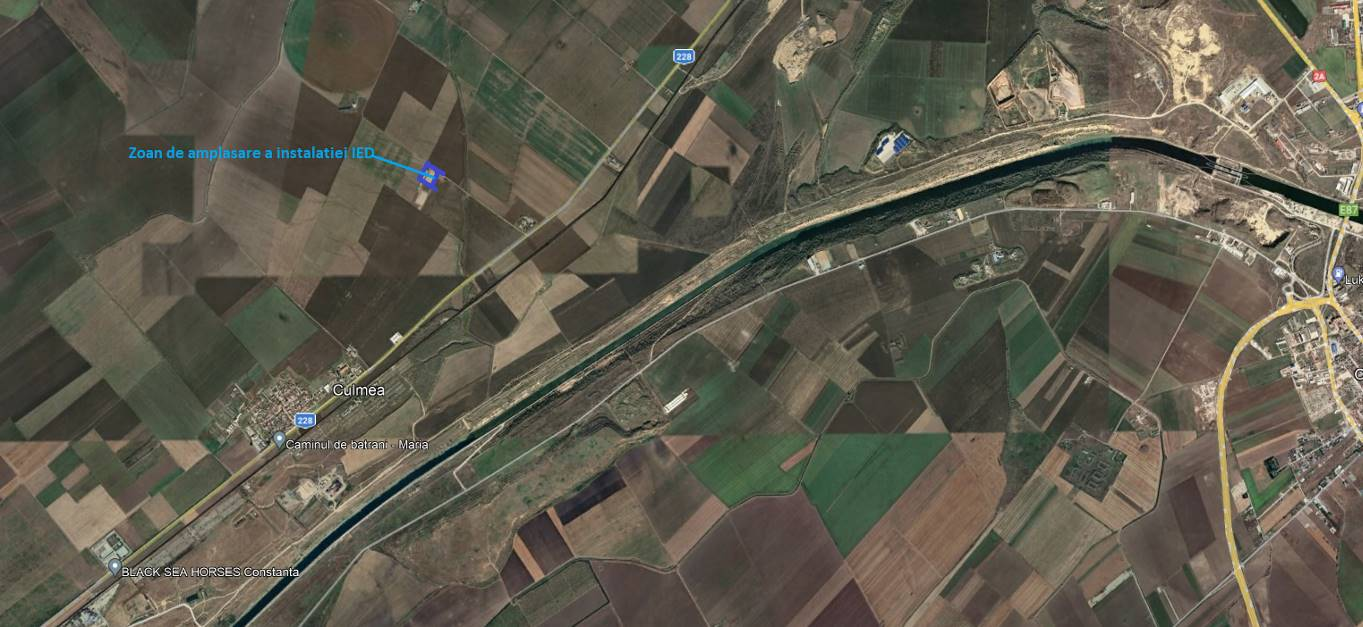 228
2A
Zoan de amplasare a instalatiei IED
E87
Luk
Culmea
228
Caminul de batrani - Maria
BLACK SEA HORSES Constanta